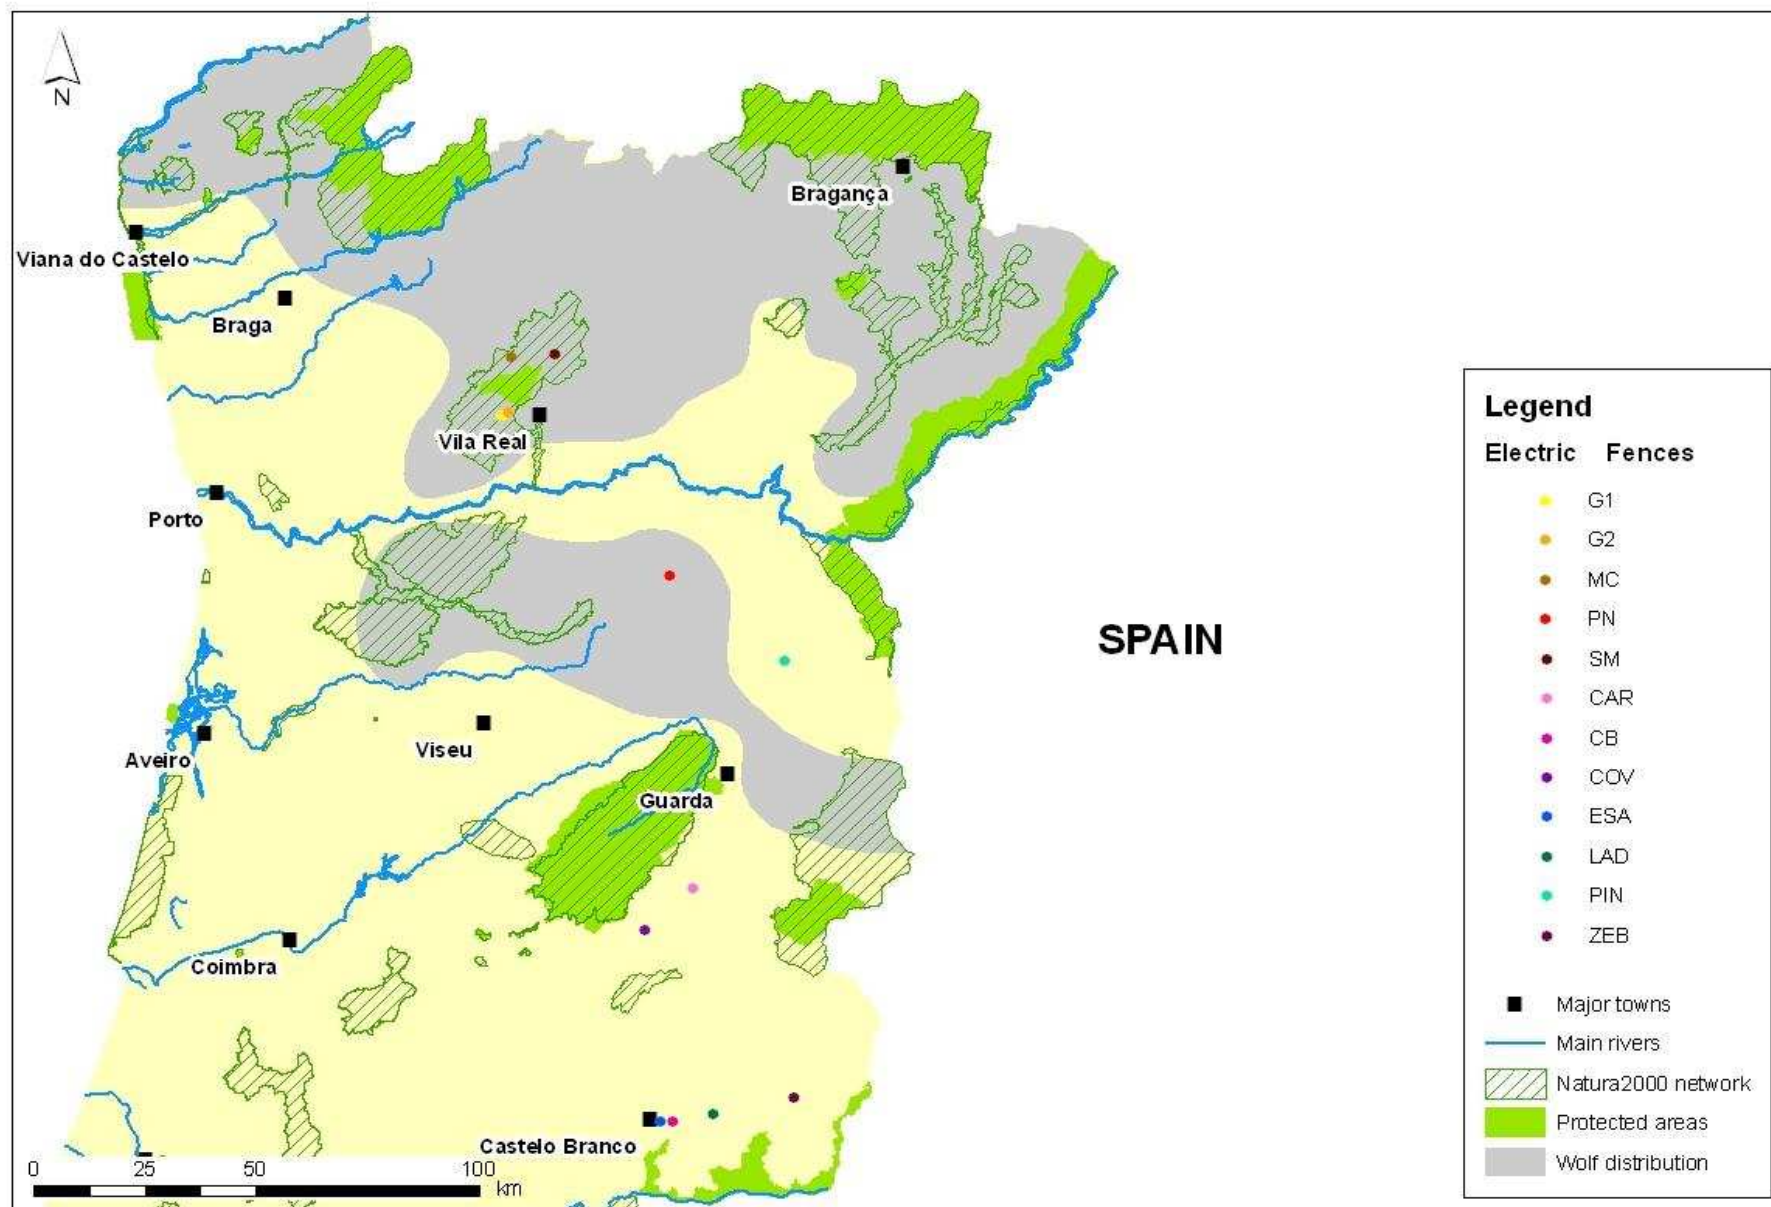 N
Bragança
Viana do Castelo
Braga
Vila Real
Porto
SPAIN
Viseu
Aveiro
Guarda
Coimbra
Castelo Branco
0 25 50 100
km
Legend
Electric Fences
G1
G2
MC
PN
SM
CAR
CB
COV
ESA
LAD
PIN
ZEB
Major towns
Main rivers
Natura2000 network
Protected areas
Wolf distribution